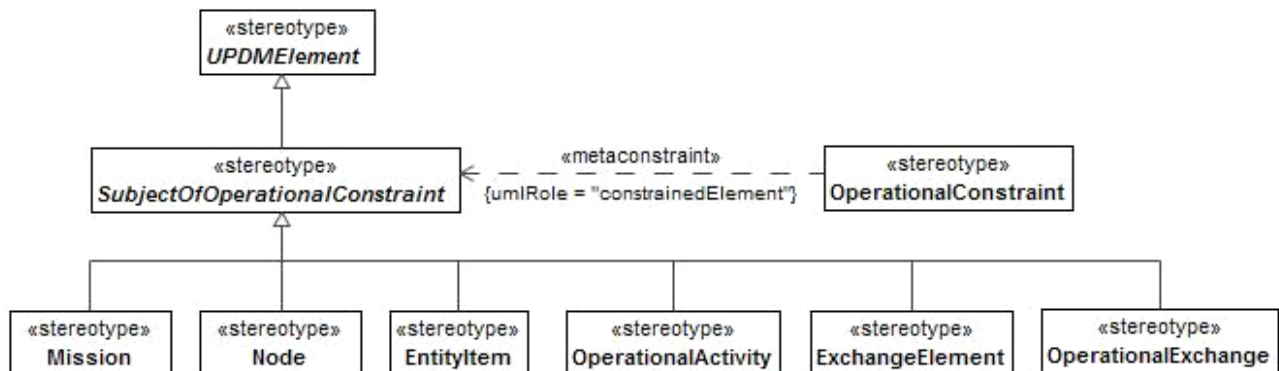 «stereotype»
UPDMElement
«stereotype»
SubjectOfOperationalConstraint
«metaconstraint»
{umlRole = "constrainedElement"}
«stereotype»
OperationalConstraint
«stereotype»
Mission
«stereotype»
Node
«stereotype»
EntityItem
«stereotype»
OperationalActivity
«stereotype»
ExchangeElement
«stereotype»
OperationalExchange